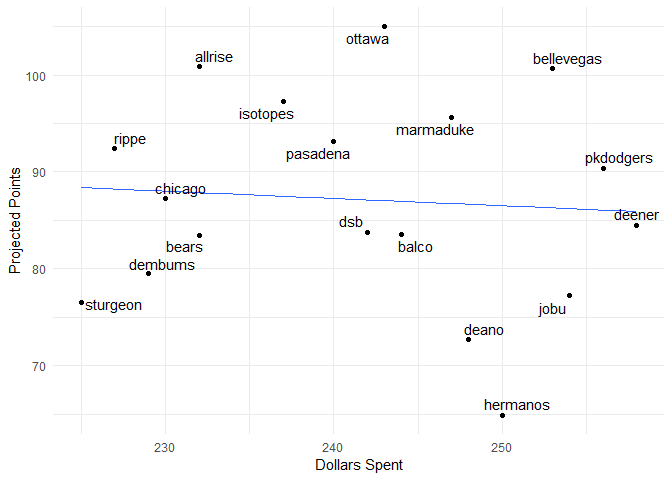 ottawa
allrise
bellevegas
100
isotopes
marmaduke
rippe
pasadena
pkdodgers
90
chicago
deener
dsb
bears
balco
dembums
80
sturgeon
jobu
deano
70
hermanos
Projected Points
230
240
250
Dollars Spent